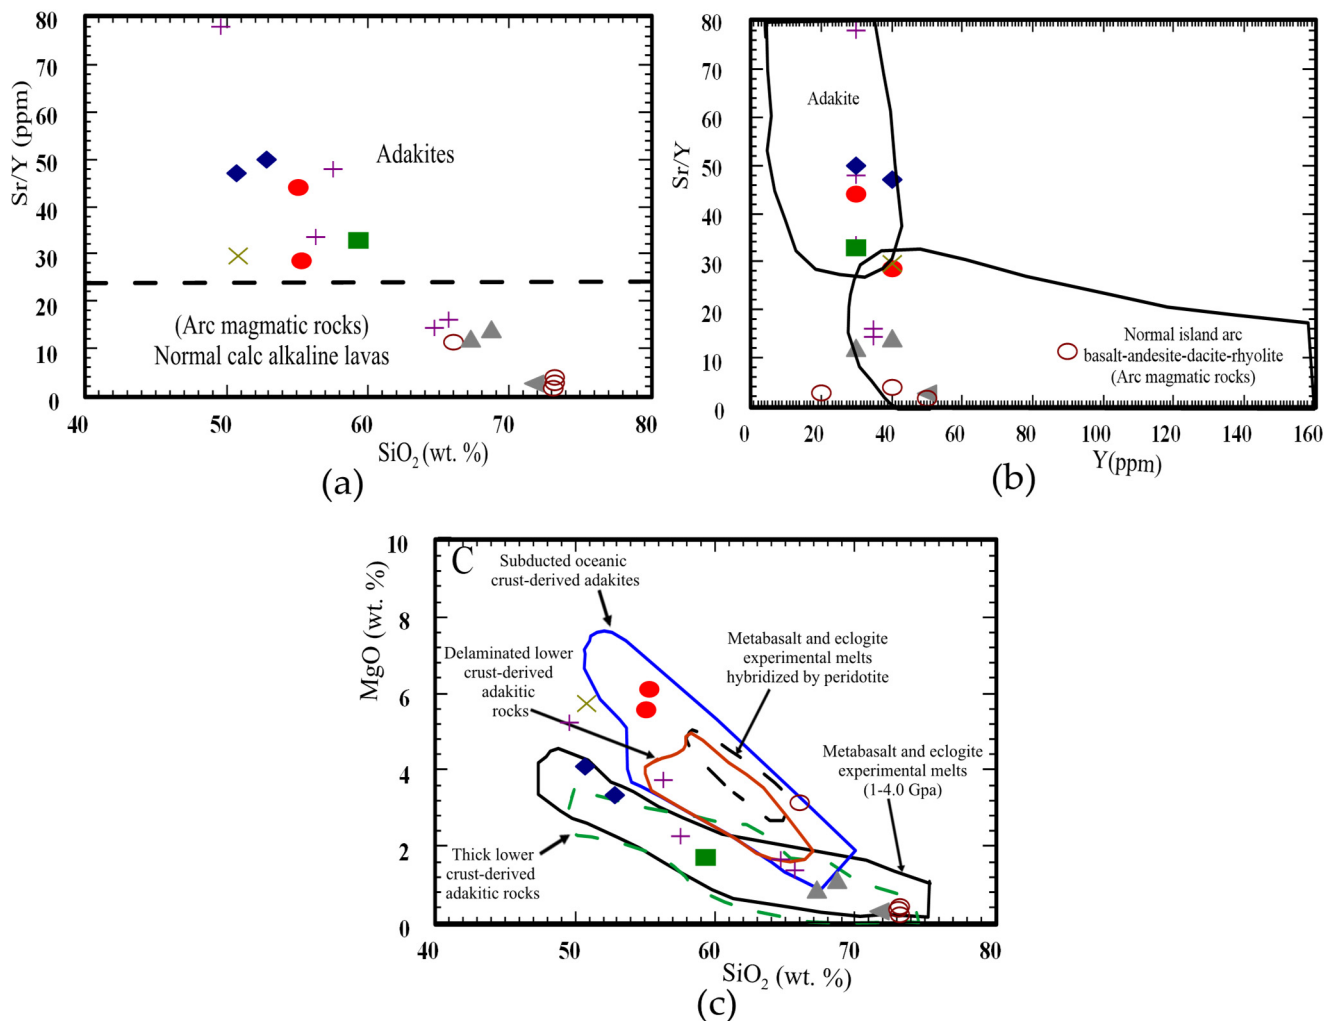 80
70
60
50
40
30
20
10
0
Sr/Y (ppm)
Adakites
(Arc magmatic rocks)
Normal calc alkaline lavas
40
50
60
70
80
SiO2 (wt. %)
(a)
80
70
60
50
40
30
20
10
0
Sr/Y
Adakite
Normal island arc
basalt-andesite-dacite-rhyolite
(Arc magmatic rocks)
0
20
40
60
80
100
120
140
160
Y(ppm)
(b)
10
8
6
4
2
0
MgO (wt. %)
C
Subducted oceanic
crust-derived adakites
Delaminated lower
crust-derived
adakitic
rocks
Metabasalt and eclogite
experimental melts
hybridized by peridotite
Metabasalt and eclogite
experimental melts
(1-4.0 Gpa)
Thick lower
crust-derived
adakitic rocks
40
50
60
70
80
SiO2 (wt. %)
(c)